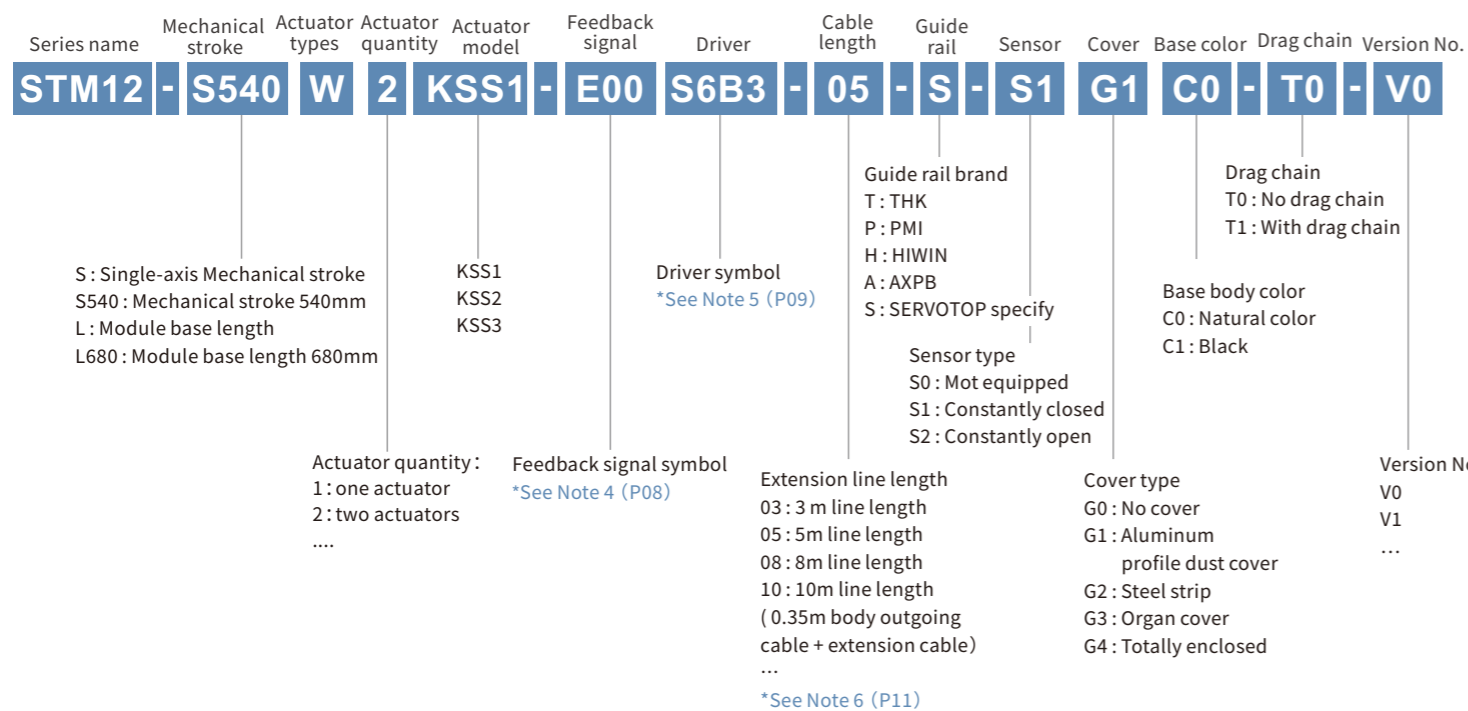 Series name
Mechanical
stroke
Actuator
types
Actuator
quantity
Actuator
model
Feedback
signal
Driver
Cable
length
Guide
rail
Sensor
Cover
Base color
Drag chain
Version No.
STM12 - S540 W 2 KSS1 - E00 S6B3 - 05 - S - S1 G1 C0 - T0 - V0
S : Single-axis Mechanical stroke
S540 : Mechanical stroke 540mm
L : Module base length
L680 : Module base length 680mm
Actuator quantity：
1：one actuator
2：two actuators
....
KSS1
KSS2
KSS3
Feedback signal symbol
*See Note 4（P08）
Driver symbol
*See Note 5（P09）
Extension line length
03 : 3 m line length
05 : 5m line length
08 : 8m line length
10 : 10m line length
( 0.35m body outgoing
cable + extension cable）
…
*See Note 6（P11）
Guide rail brand
T : THK
P : PMI
H : HIWIN
A : AXPB
S : SERVOTOP specify
Sensor type
S0 : Mot equipped
S1 : Constantly closed
S2 : Constantly open
Cover type
G0 : No cover
G1 : Aluminum
profile dust cover
G2 : Steel strip
G3 : Organ cover
G4 : Totally enclosed
Base body color
C0 : Natural color
C1 : Black
Drag chain
T0 : No drag chain
T1 : With drag chain
Version No
V0
V1
…